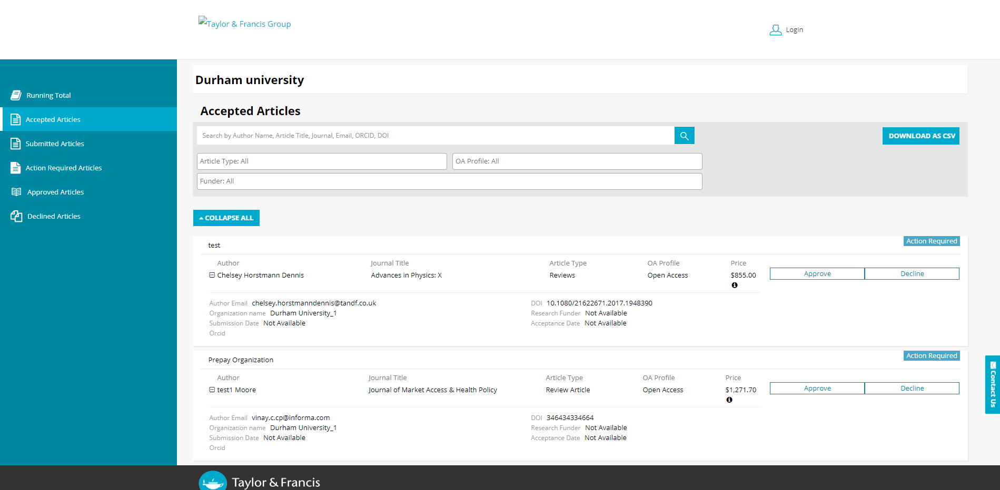 Taylor & Francis Group
Login
Running Total
Accepted Articles
Submitted Articles
Action Required Articles
Approved Articles
Declined Articles
Durham university
Accepted Articles
Search by Author Name, Article Title, Journal, Email, ORCID, DOI
DOWNLOAD AS CSV
Article Type: All
OA Profile: All
Funder: All
COLLAPSE ALL
test
Action Required
Author Journal Title Article Type OA Profile Price
Chelsey Horstmann Dennis Advances in Physics: X Reviews Open Access $855.00
Approve Decline
Author Email chelsey.horstmanndennis@tandf.co.uk DOI 10.1080/21622671.2017.1948390
Organization name Durham University_1 Research Funder Not Available
Submission Date Not Available Acceptance Date Not Available
Orcid
Prepay Organization
Action Required
Author Journal Title Article Type OA Profile Price
test1 Moore Journal of Market Access & Health Policy Review Article Open Access $1,271.70
Approve Decline
Author Email vinay.c.cp@informa.com DOI 346434334664
Organization name Durham University_1 Research Funder Not Available
Submission Date Not Available Acceptance Date Not Available
Orcid
Contact Us
Taylor & Francis